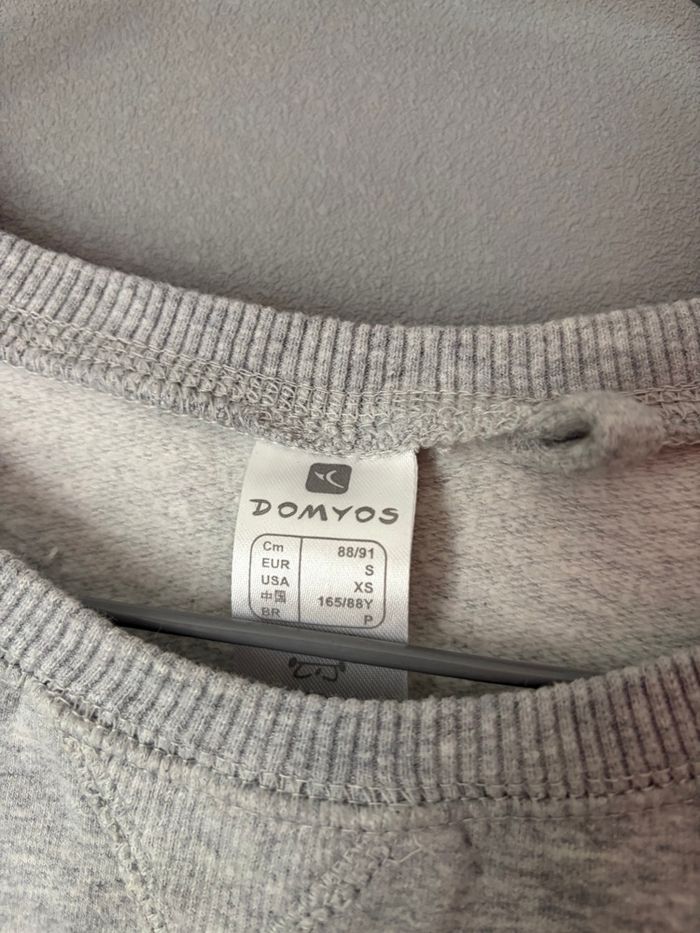 DOMYOS
Cm 88/91
EUR S
USA XS
中国 165/88Y
BR P